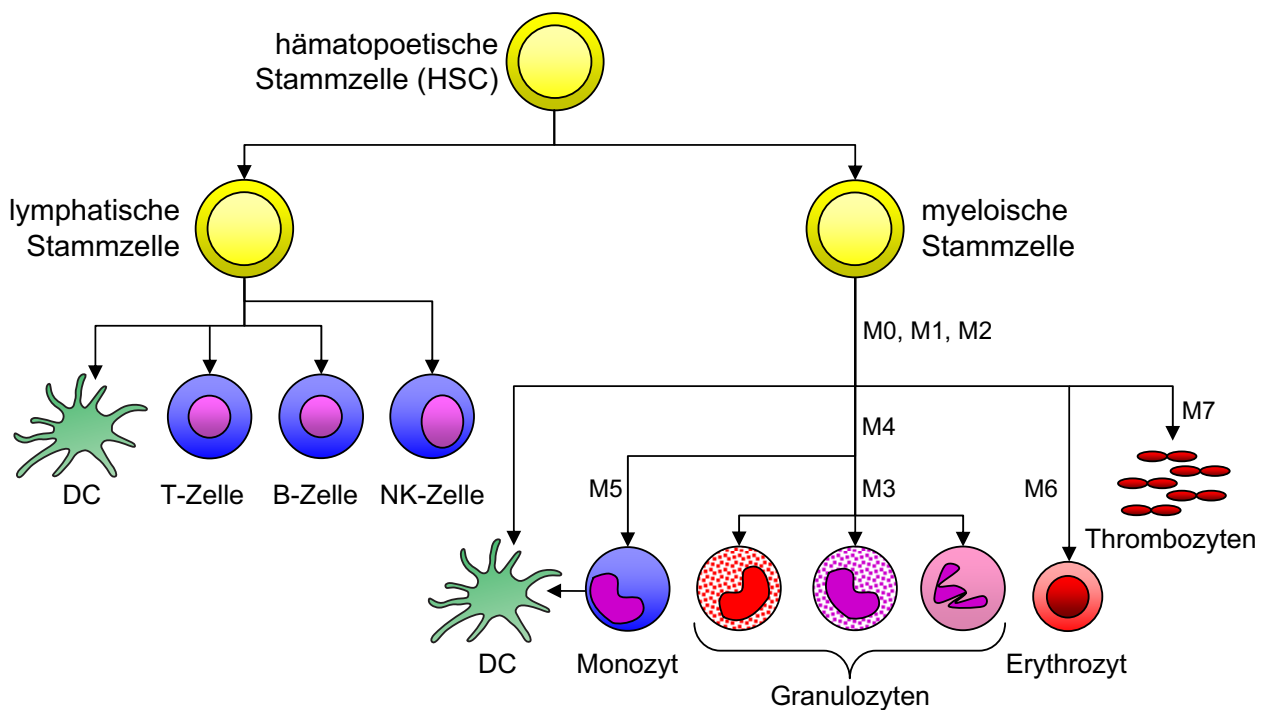 hämatopoetische
Stammzelle (HSC)
lymphatische
Stammzelle
myeloische
Stammzelle
M0, M1, M2
M7
M4
M5
M3
M6
DC
T-Zelle
B-Zelle
NK-Zelle
Thrombozyten
DC
Monozyt
Erythrozyt
Granulozyten